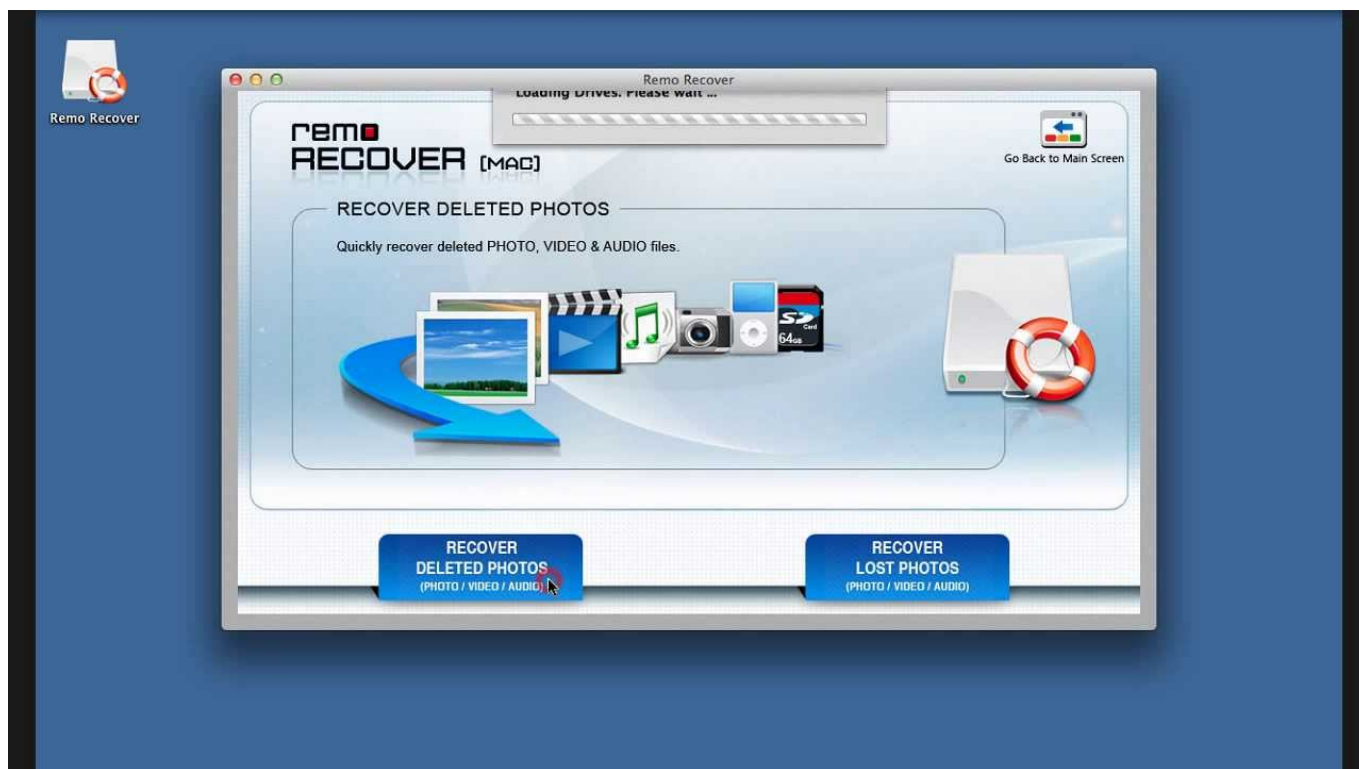 Remo Recover
Remo Recover
Loading Drives. Please wait ...
remo
RECOVER [MAC]
Go Back to Main Screen
RECOVER DELETED PHOTOS
Quickly recover deleted PHOTO, VIDEO & AUDIO files.
SD
Card
64GB
RECOVER
DELETED PHOTOS
(PHOTO / VIDEO / AUDIO)
RECOVER
LOST PHOTOS
(PHOTO / VIDEO / AUDIO)